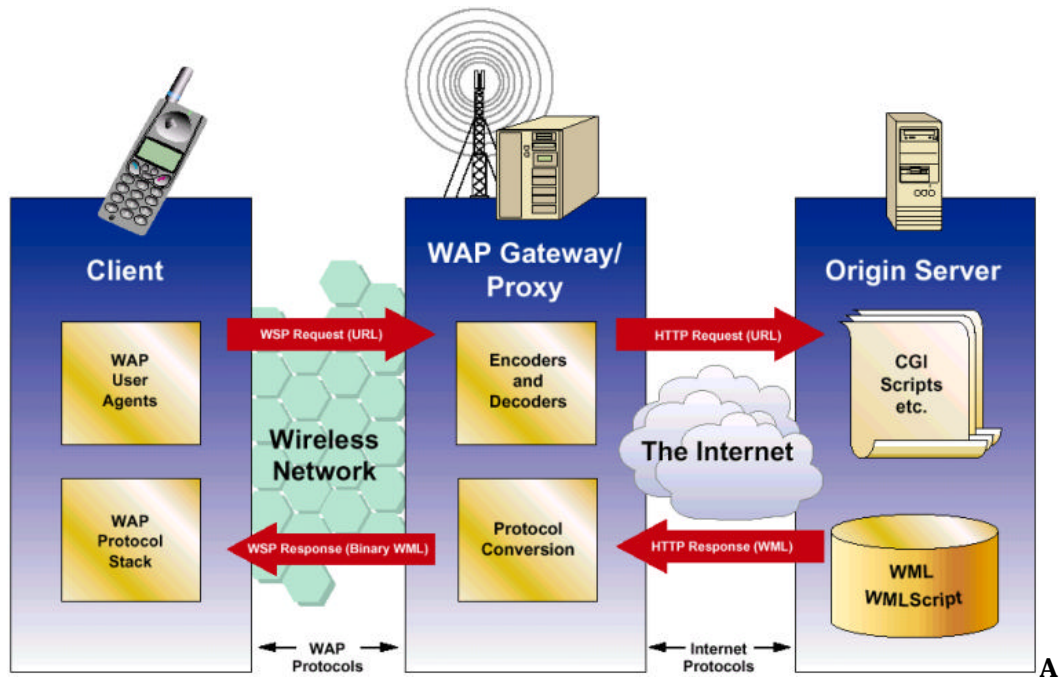 Client
WAP Gateway/
Proxy
Origin Server
WSP Request (URL)
HTTP Request (URL)
WAP
User
Agents
Encoders
and
Decoders
CGI
Scripts
etc.
Wireless
Network
The Internet
WAP
Protocol
Stack
WSP Response (Binary WML)
Protocol
Conversion
HTTP Response (WML)
WML
WMLScript
WAP
Protocols
Internet
Protocols
A